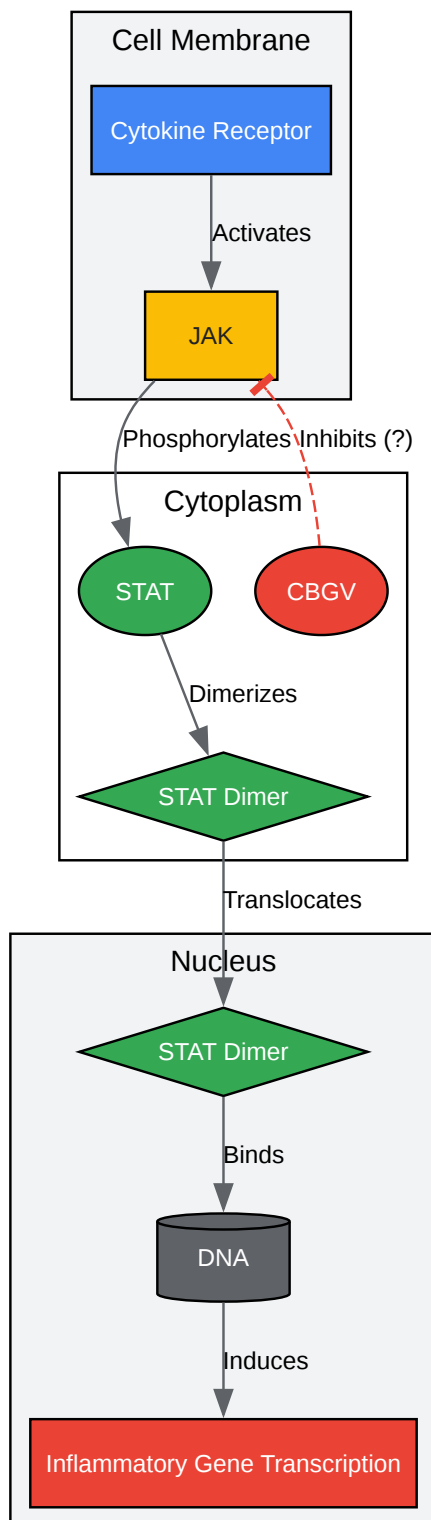 Cell Membrane
Cytokine Receptor
Activates
JAK
Phosphorylates
Inhibits (?)
Cytoplasm
STAT
CBGV
Dimerizes
STAT Dimer
Translocates
Nucleus
STAT Dimer
Binds
DNA
Induces
Inflammatory Gene Transcription